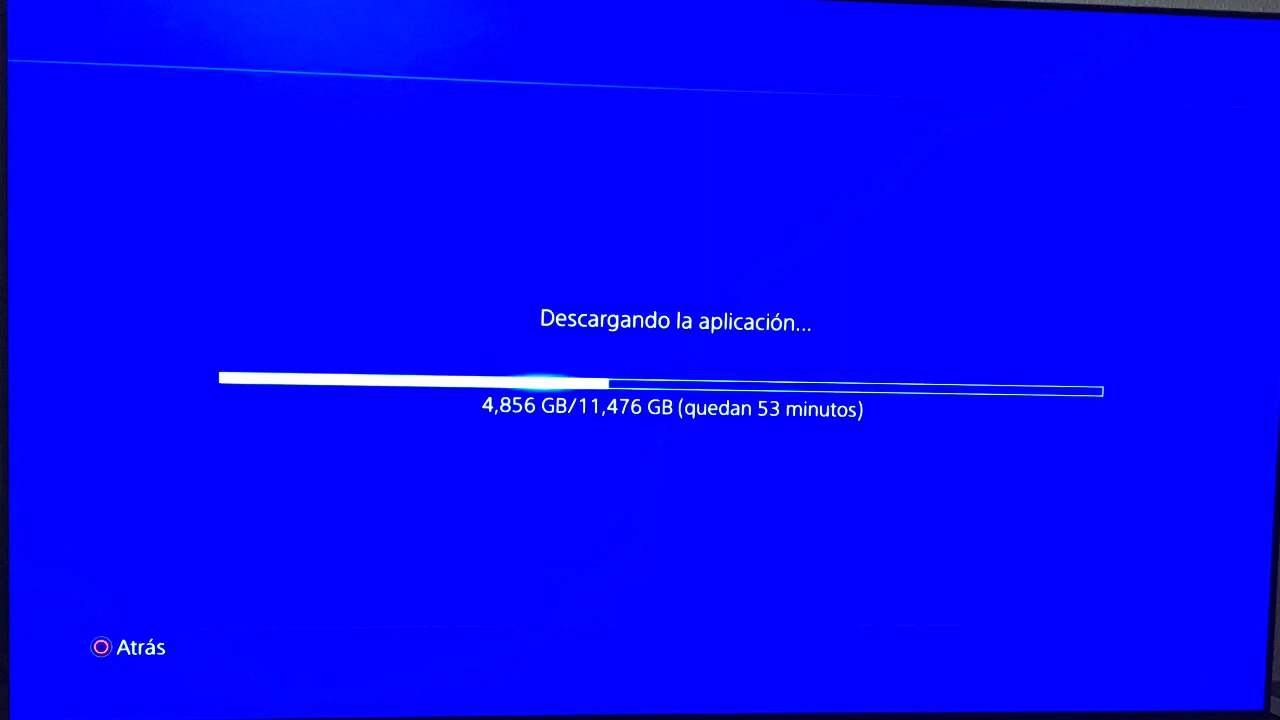 Descargando la aplicación...
4,856 GB/11,476 GB (quedan 53 minutos)
Atrás